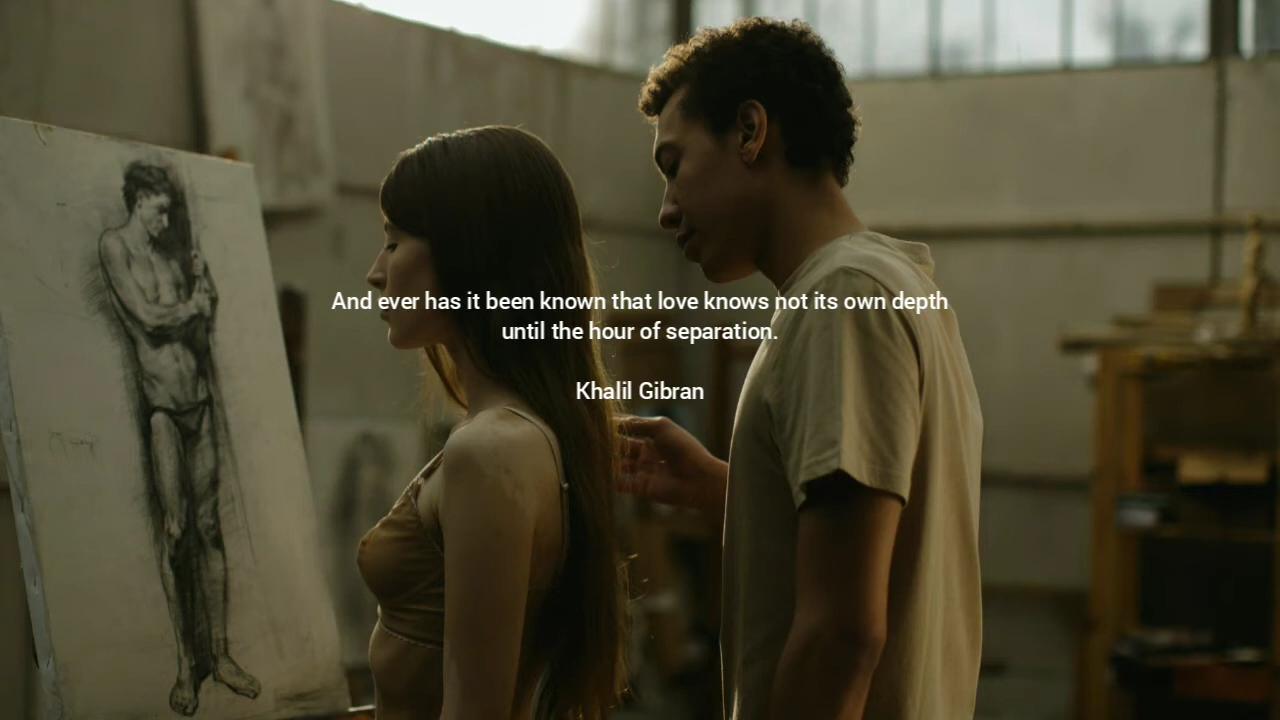 And ever has it been known that love knows not its own depth
until the hour of separation.
Khalil Gibran